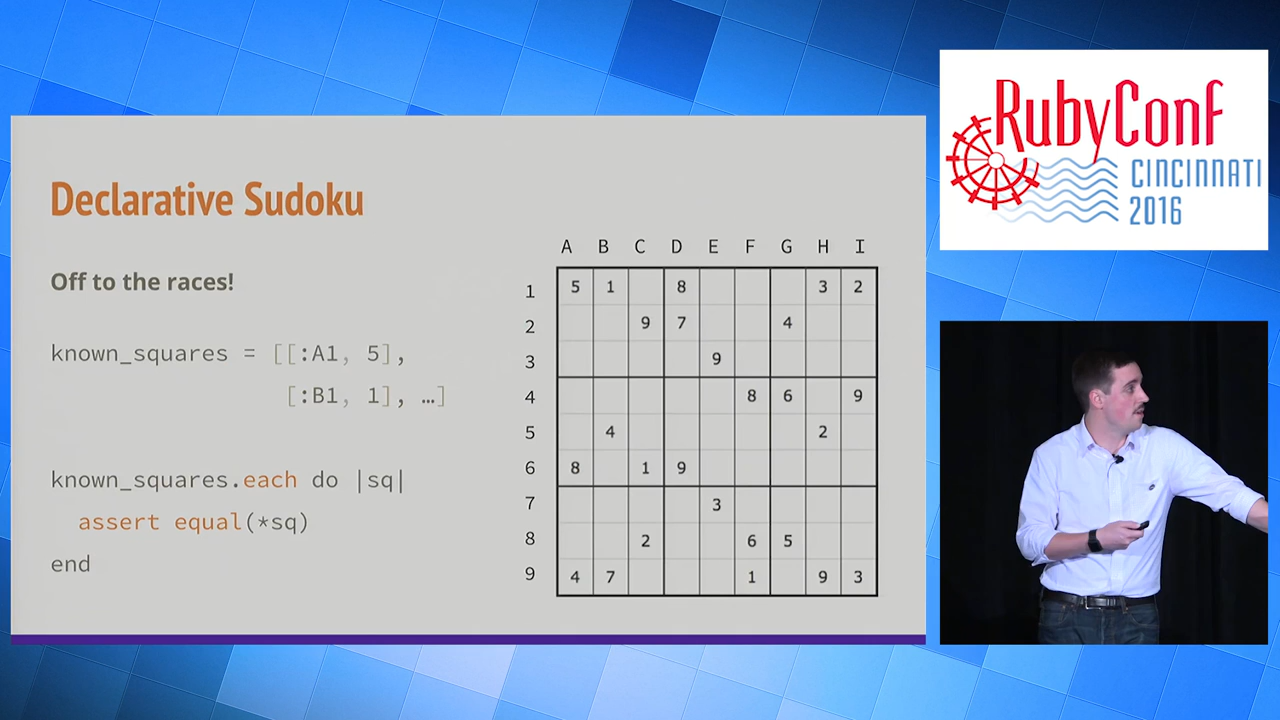 Declarative Sudoku
Off to the races!
known_squares = [[:A1, 5],
[:B1, 1], …]
known_squares.each do |sq|
assert equal(*sq)
end
A B C D E F G H I
1 5 1 8 3 2
2 9 7 4
3 9
4 8 6 9
5 4 2
6 8 1 9
7 3
8 2 6 5
9 4 7 1 9 3
RubyConf
CINCINNATI
2016